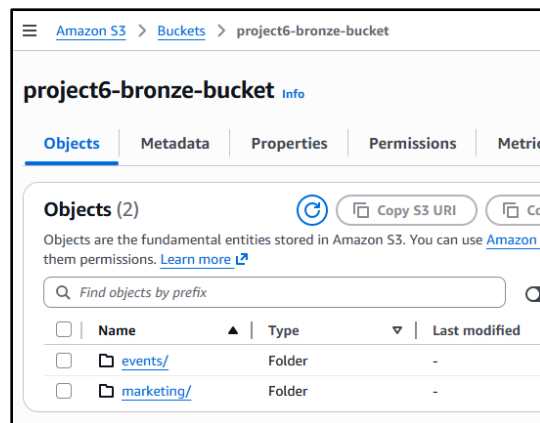 Amazon S3 > Buckets > project6-bronze-bucket
project6-bronze-bucket Info
Objects Metadata Properties Permissions Metric
Objects (2) Copy S3 URI Co
Objects are the fundamental entities stored in Amazon S3. You can use Amazon
them permissions. Learn more
Find objects by prefix
Name Type Last modified
events/ Folder -
marketing/ Folder -